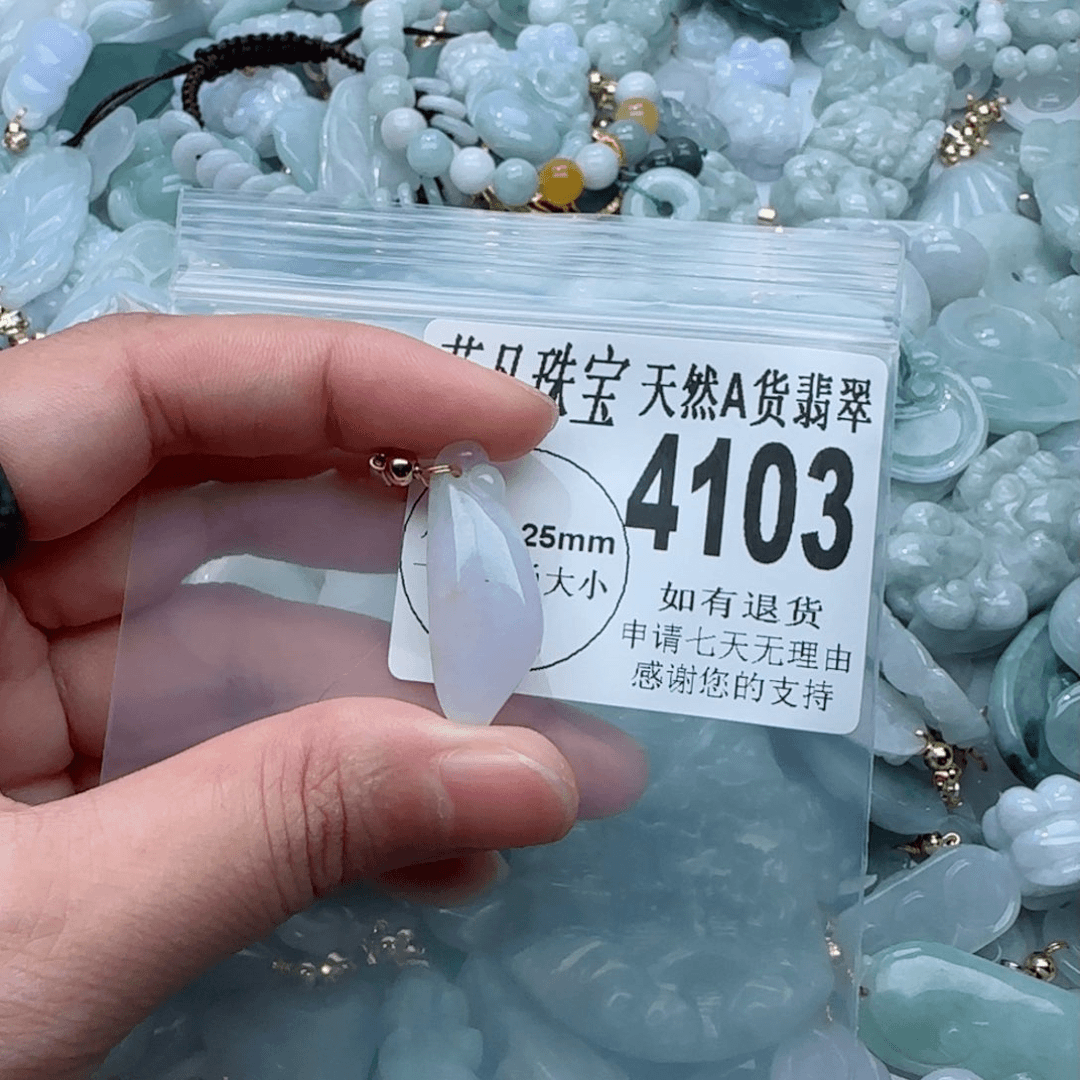 珠宝 天然A货翡翠
4103
25mm
大小
如有退货
申请七天无理由
感谢您的支持